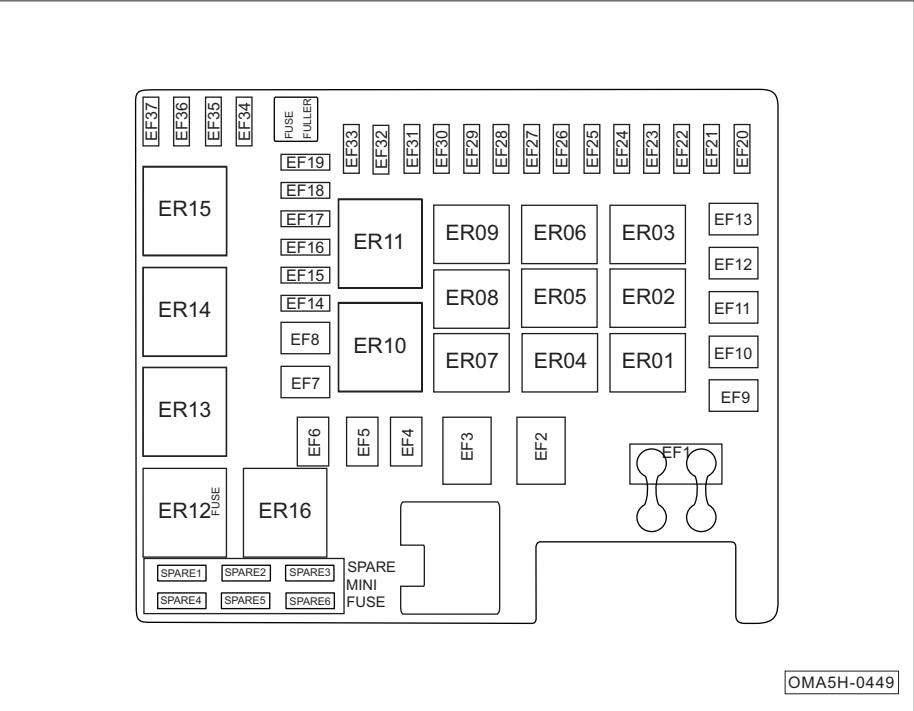 EF37
EF36
EF35
EF34
FUSE
FULLER
EF33
EF32
EF31
EF30
EF29
EF28
EF27
EF26
EF25
EF24
EF23
EF22
EF21
EF20
EF19
EF18
EF17
EF16
EF15
EF14
EF8
EF7
ER15
ER14
ER13
ER11
ER10
ER09
ER06
ER03
ER08
ER05
ER02
ER07
ER04
ER01
EF13
EF12
EF11
EF10
EF9
EF6
EF5
EF4
EF3
EF2
EF1
ER12
FUSE
ER16
SPARE1
SPARE2
SPARE3
SPARE4
SPARE5
SPARE6
SPARE
MINI
FUSE
OMA5H-0449